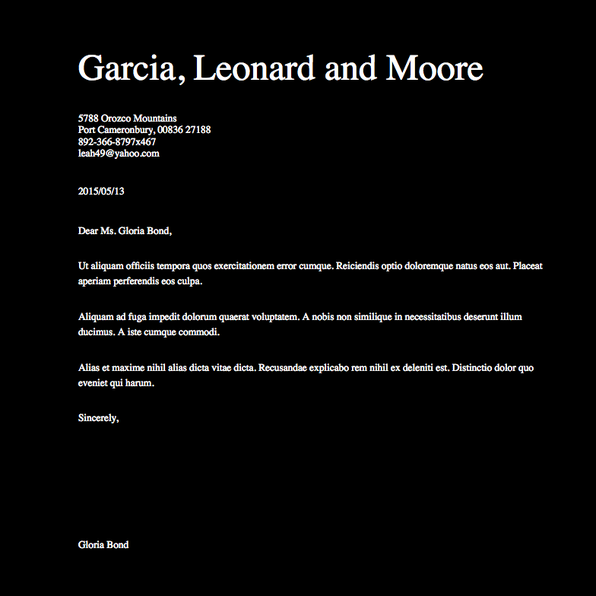 Garcia, Leonard and Moore
5788 Orozco Mountains
Port Cameronbury, 00836 27188
892-366-8797x467
leah49@yahoo.com
2015/05/13
Dear Ms. Gloria Bond,
Ut aliquam officiis tempora quos exercitationem error cumque. Reiciendis optio doloremque natus eos aut. Placeat
aperiam perferendis eos culpa.
Aliquam ad fuga impedit dolorum quaerat voluptatem. A nobis non similique in necessitatibus deserunt illum
ducimus. A iste cumque commodi.
Alias et maxime nihil alias dicta vitae dicta. Recusandae explicabo rem nihil ex deleniti est. Distinctio dolor quo
eveniet qui harum.
Sincerely,
Gloria Bond